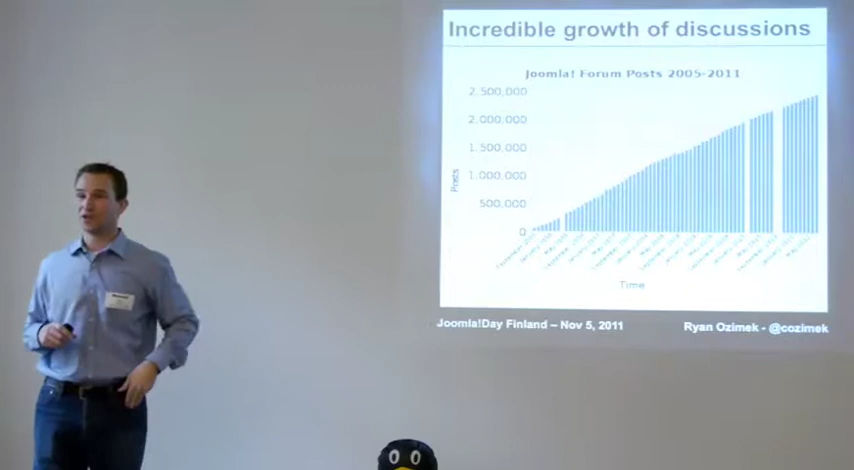 Incredible growth of discussions
Joomla! Forum Posts 2005-2011
2.500.000
2.000.000
1.500.000
1.000.000
500.000
0
Posts
Time
Joomla!Day Finland – Nov 5, 2011
Ryan Ozimek - @cozimek